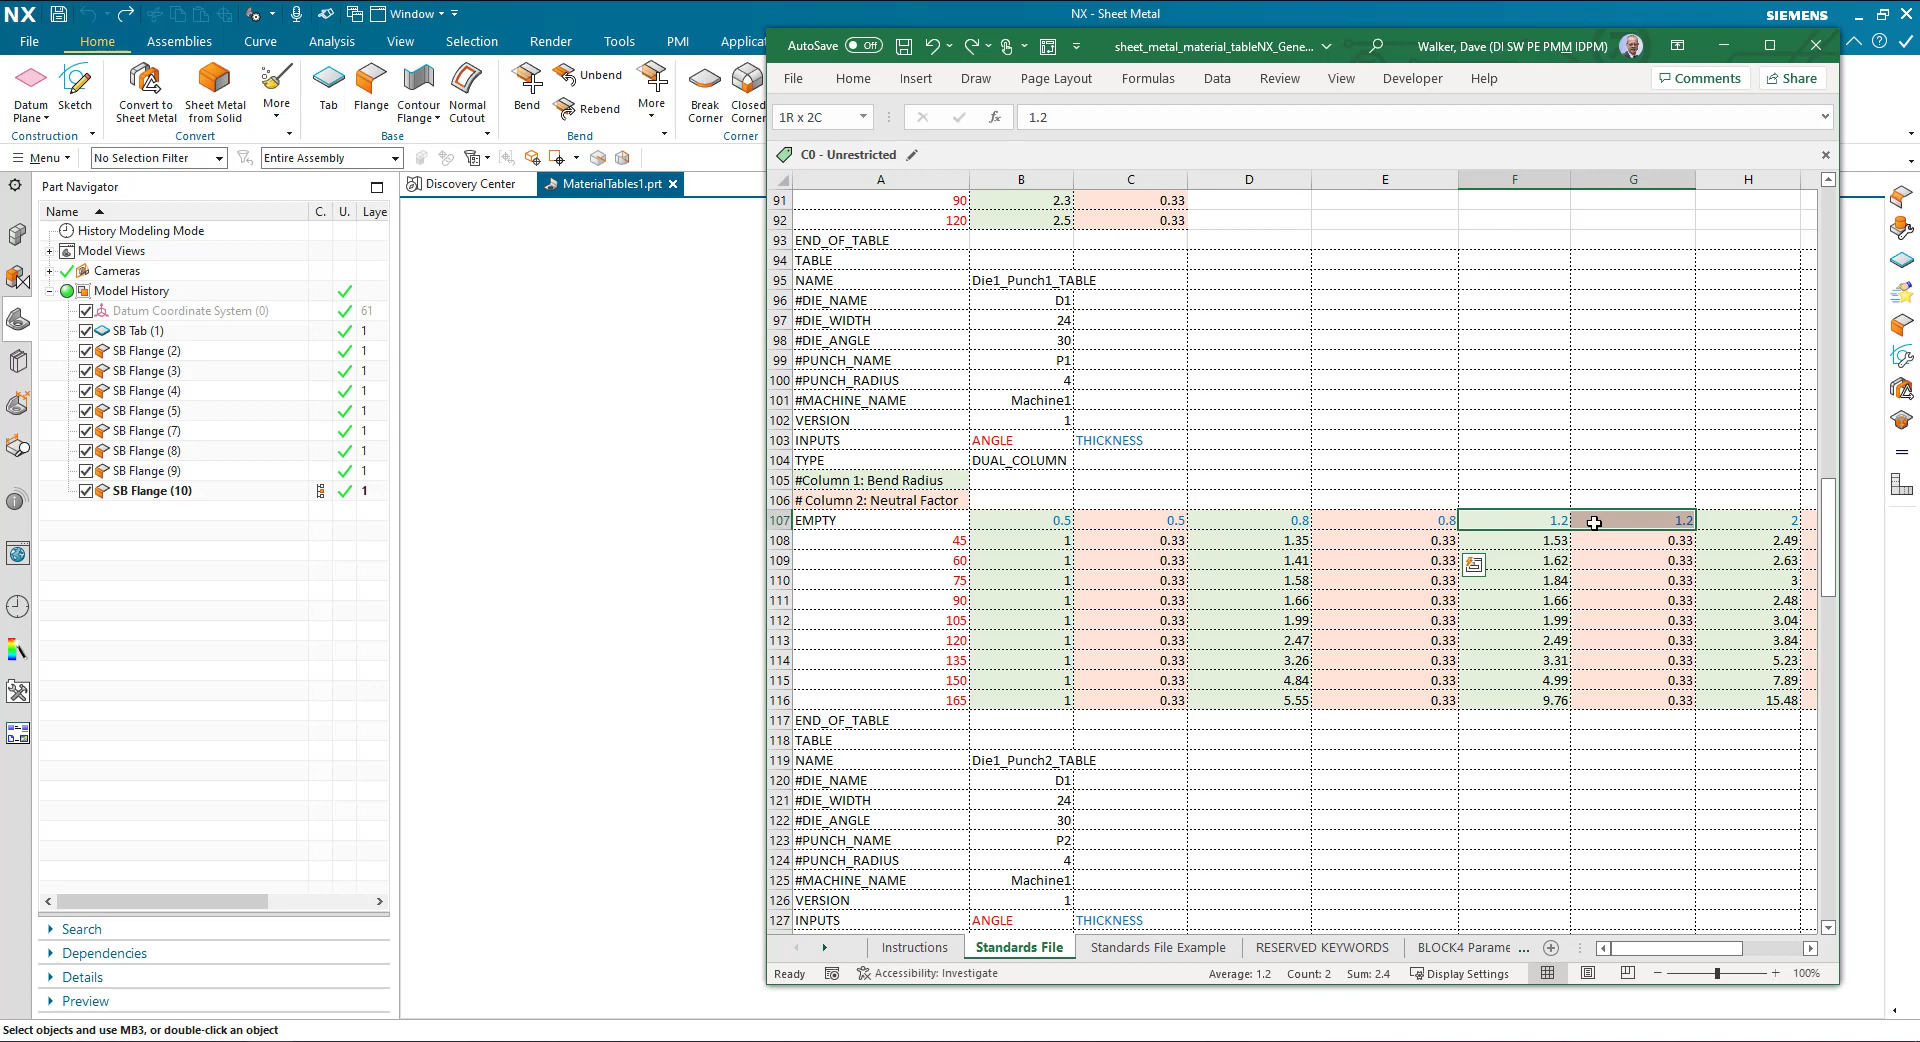 NX
Window
NX - Sheet Metal
SIEMENS
File Home Assemblies Curve Analysis View Selection Render Tools PMI Applicat
Datum Plane
Sketch
Convert to Sheet Metal
Sheet Metal from Solid
More
Tab
Flange
Contour Flange
Normal Cutout
Bend
Unbend
Rebend
More
Break Corner
Closed Corner
Construction Convert Base Bend Corner
Menu No Selection Filter Entire Assembly
Part Navigator
Discovery Center
MaterialTables1.prt
Name C. U. Laye
History Modeling Mode
Model Views
Cameras
Model History
Datum Coordinate System (0) 61
SB Tab (1) 1
SB Flange (2) 1
SB Flange (3) 1
SB Flange (4) 1
SB Flange (5) 1
SB Flange (7) 1
SB Flange (8) 1
SB Flange (9) 1
SB Flange (10) 1
Search
Dependencies
Details
Preview
Select objects and use MB3, or double-click an object
AutoSave Off sheet_metal_material_tableNX_Gene... Walker, Dave (DI SW PE PMM IDPM)
File Home Insert Draw Page Layout Formulas Data Review View Developer Help Comments Share
1R x 2C fx 1.2
C0 - Unrestricted
A B C D E F G H
91 90 2.3 0.33
92 120 2.5 0.33
93 END_OF_TABLE
94 TABLE
95 NAME Die1_Punch1_TABLE
96 #DIE_NAME D1
97 #DIE_WIDTH 24
98 #DIE_ANGLE 30
99 #PUNCH_NAME P1
100 #PUNCH_RADIUS 4
101 #MACHINE_NAME Machine1
102 VERSION 1
103 INPUTS ANGLE THICKNESS
104 TYPE DUAL_COLUMN
105 #Column 1: Bend Radius
106 # Column 2: Neutral Factor
107 EMPTY 0.5 0.5 0.8 0.8 1.2 1.2 2
108 45 1 0.33 1.35 0.33 1.53 0.33 2.49
109 60 1 0.33 1.41 0.33 1.62 0.33 2.63
110 75 1 0.33 1.58 0.33 1.84 0.33 3
111 90 1 0.33 1.66 0.33 1.66 0.33 2.48
112 105 1 0.33 1.99 0.33 1.99 0.33 3.04
113 120 1 0.33 2.47 0.33 2.49 0.33 3.84
114 135 1 0.33 3.26 0.33 3.31 0.33 5.23
115 150 1 0.33 4.84 0.33 4.99 0.33 7.89
116 165 1 0.33 5.55 0.33 9.76 0.33 15.48
117 END_OF_TABLE
118 TABLE
119 NAME Die1_Punch2_TABLE
120 #DIE_NAME D1
121 #DIE_WIDTH 24
122 #DIE_ANGLE 30
123 #PUNCH_NAME P2
124 #PUNCH_RADIUS 4
125 #MACHINE_NAME Machine1
126 VERSION 1
127 INPUTS ANGLE THICKNESS
Instructions Standards File Standards File Example RESERVED KEYWORDS BLOCK4 Parame ...
Ready Accessibility: Investigate Average: 1.2 Count: 2 Sum: 2.4 Display Settings 100%